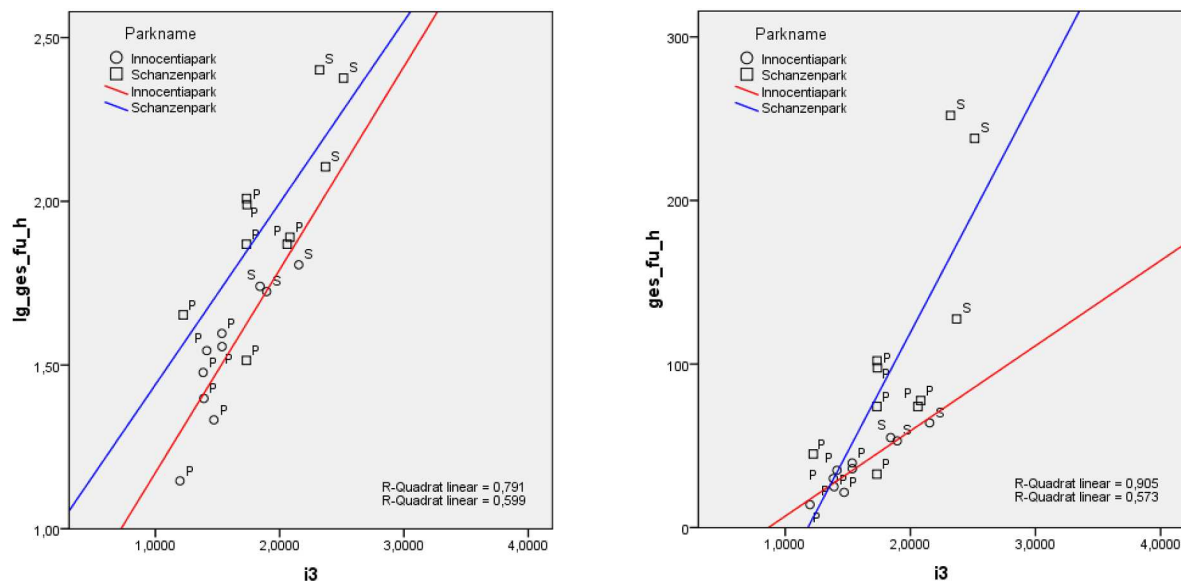 Parkname
Innocentiapark
Schanzenpark
Innocentiapark
Schanzenpark
2,50
2,00
1,50
1,00
lg_ges_fu_h
S
S
S
P
P
P
P
P
S
S
S
P
P
P
P
P
P
P
P
P
P
R-Quadrat linear = 0,791
R-Quadrat linear = 0,599
1,0000
2,0000
3,0000
4,0000
i3
Parkname
Innocentiapark
Schanzenpark
Innocentiapark
Schanzenpark
300
200
100
0
ges_fu_h
S
S
S
P
P
P
P
P
S
S
S
P
P
P
P
P
P
P
P
P
P
R-Quadrat linear = 0,905
R-Quadrat linear = 0,573
1,0000
2,0000
3,0000
4,0000
i3